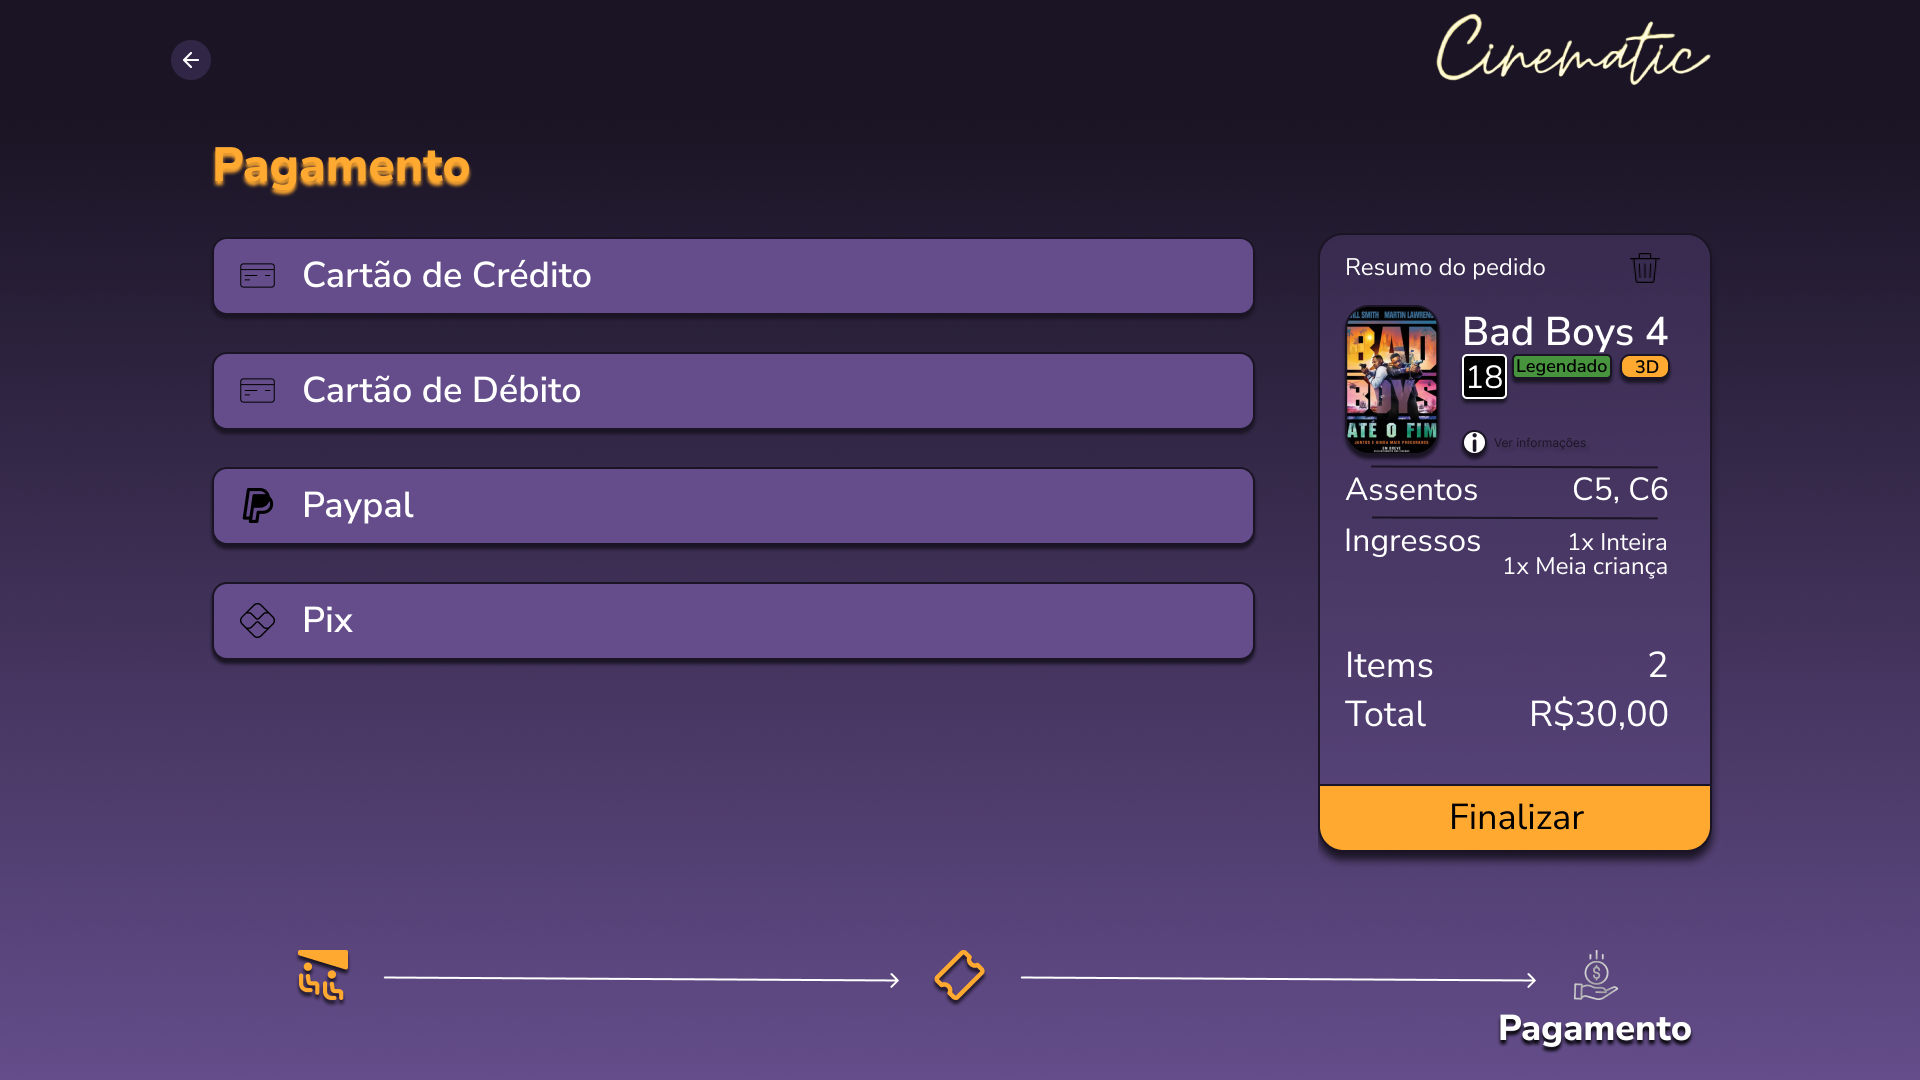 Cinematic
Pagamento
Cartão de Crédito
Cartão de Débito
Paypal
Pix
Resumo do pedido
WILL SMITH MARTIN LAWRENCE
BAD
BOYS
ATÉ O FIM
Bad Boys 4
18
Legendado
3D
Ver informações
Assentos C5, C6
Ingressos 1x Inteira
1x Meia criança
Items 2
Total R$30,00
Finalizar
Pagamento